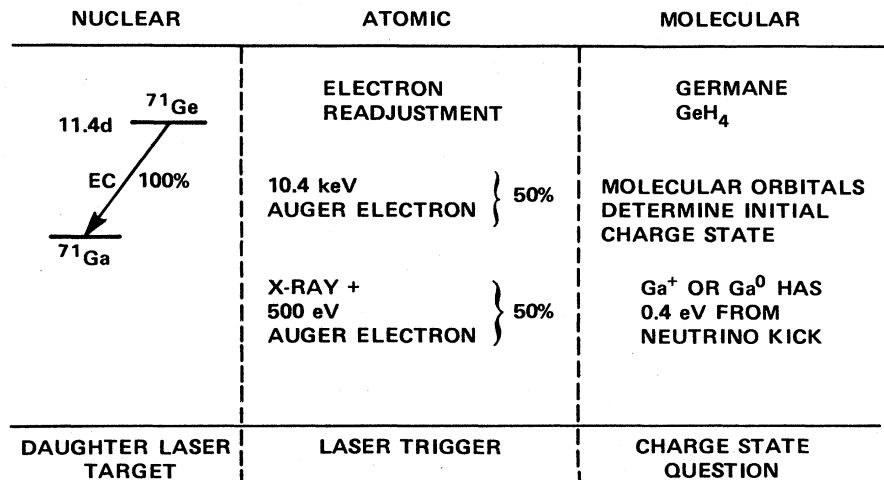 NUCLEAR
ATOMIC
MOLECULAR
71Ge
11.4d
EC
100%
71Ga
ELECTRON
READJUSTMENT
10.4 keV
AUGER ELECTRON
50%
X-RAY +
500 eV
AUGER ELECTRON
50%
GERMANE
GeH4
MOLECULAR ORBITALS
DETERMINE INITIAL
CHARGE STATE
Ga+ OR Ga0 HAS
0.4 eV FROM
NEUTRINO KICK
DAUGHTER LASER
TARGET
LASER TRIGGER
CHARGE STATE
QUESTION